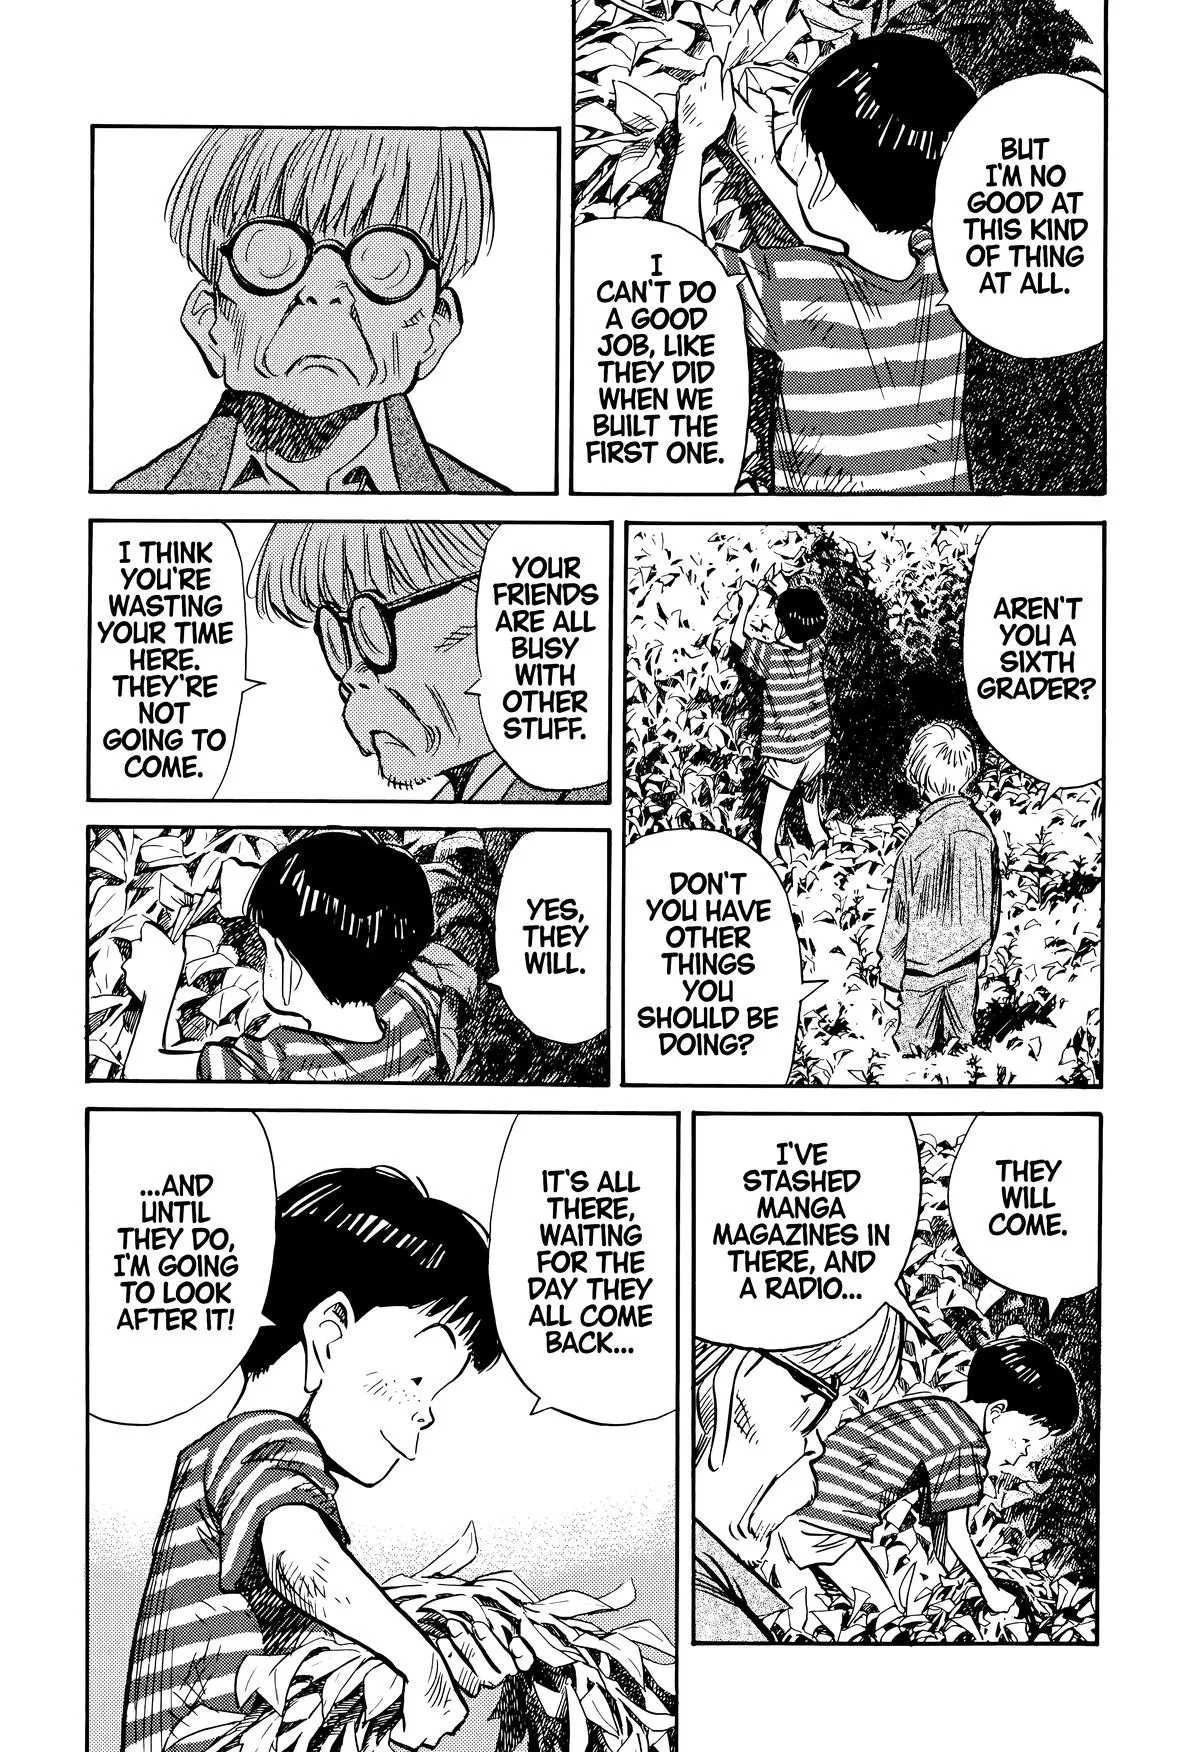 BUT
I'M NO
GOOD AT
THIS KIND
OF THING
AT ALL.
I
CAN'T DO
A GOOD
JOB, LIKE
THEY DID
WHEN WE
BUILT THE
FIRST ONE.
AREN'T
YOU A
SIXTH
GRADER?
DON'T
YOU HAVE
OTHER
THINGS
YOU
SHOULD BE
DOING?
YOUR
FRIENDS
ARE ALL
BUSY
WITH
OTHER
STUFF.
I THINK
YOU'RE
WASTING
YOUR TIME
HERE.
THEY'RE
NOT
GOING TO
COME.
YES,
THEY
WILL.
THEY
WILL
COME.
I'VE
STASHED
MANGA
MAGAZINES IN
THERE, AND
A RADIO...
IT'S ALL
THERE,
WAITING
FOR THE
DAY THEY
ALL COME
BACK...
...AND
UNTIL
THEY DO,
I'M GOING
TO LOOK
AFTER IT!